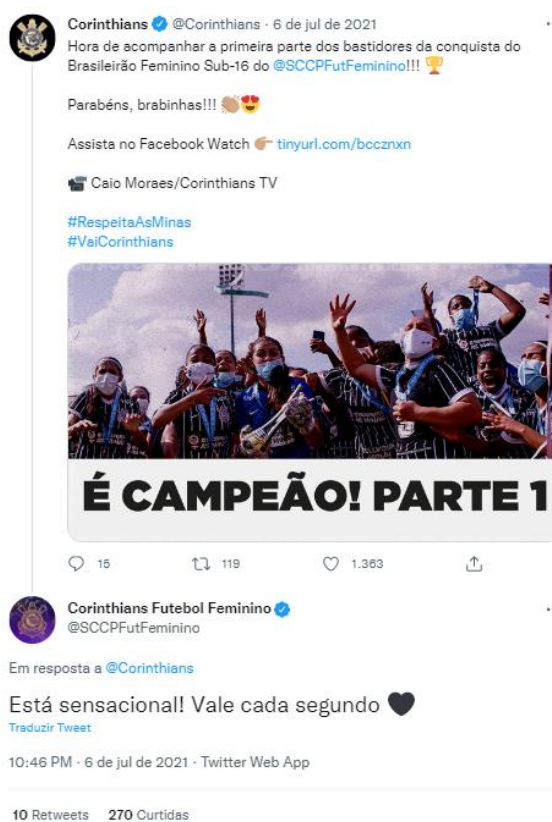 Corinthians @Corinthians · 6 de jul de 2021
Hora de acompanhar a primeira parte dos bastidores da conquista do
Brasileirão Feminino Sub-16 do @SCCPFutFeminino!!!
Parabéns, brabinhas!!!
Assista no Facebook Watch tinyurl.com/bccznxn
Caio Moraes/Corinthians TV
#RespeitaAsMinas
#VaiCorinthians
É CAMPEÃO! PARTE 1
15 119 1.363
Corinthians Futebol Feminino
@SCCPFutFeminino
Em resposta a @Corinthians
Está sensacional! Vale cada segundo
Traduzir Tweet
10:46 PM · 6 de jul de 2021 · Twitter Web App
10 Retweets 270 Curtidas